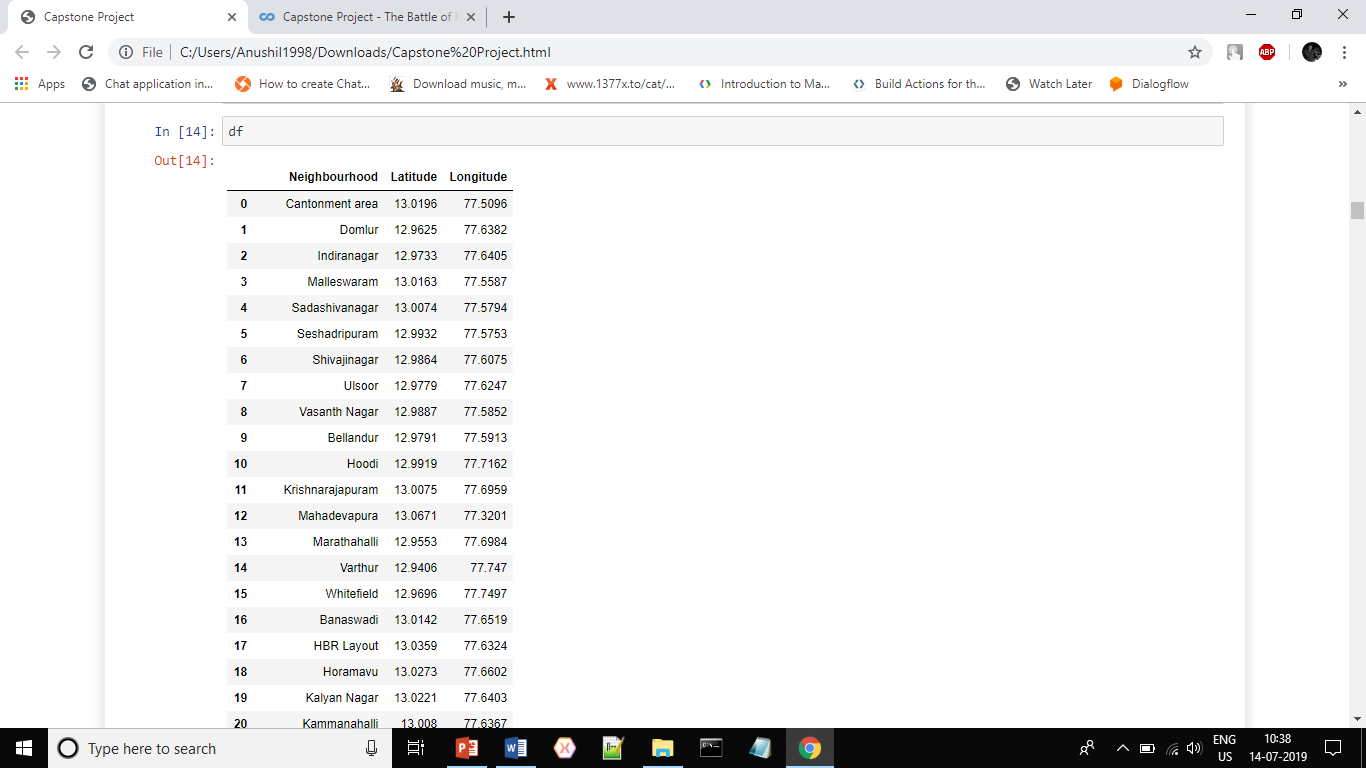 Capstone Project
Capstone Project - The Battle of
File
C:/Users/Anushil1998/Downloads/Capstone%20Project.html
ABP
Apps
Chat application in...
How to create Chat...
Download music, m...
www.1377x.to/cat/...
Introduction to Ma...
Build Actions for th...
Watch Later
Dialogflow
»
In [14]: df
Out[14]:
Neighbourhood Latitude Longitude
0 Cantonment area 13.0196 77.5096
1 Domlur 12.9625 77.6382
2 Indiranagar 12.9733 77.6405
3 Malleswaram 13.0163 77.5587
4 Sadashivanagar 13.0074 77.5794
5 Seshadripuram 12.9932 77.5753
6 Shivajinagar 12.9864 77.6075
7 Ulsoor 12.9779 77.6247
8 Vasanth Nagar 12.9887 77.5852
9 Bellandur 12.9791 77.5913
10 Hoodi 12.9919 77.7162
11 Krishnarajapuram 13.0075 77.6959
12 Mahadevapura 13.0671 77.3201
13 Marathahalli 12.9553 77.6984
14 Varthur 12.9406 77.747
15 Whitefield 12.9696 77.7497
16 Banaswadi 13.0142 77.6519
17 HBR Layout 13.0359 77.6324
18 Horamavu 13.0273 77.6602
19 Kalyan Nagar 13.0221 77.6403
20 Kammanahalli 13.008 77.6367
Type here to search
ENG
US
10:38
14-07-2019